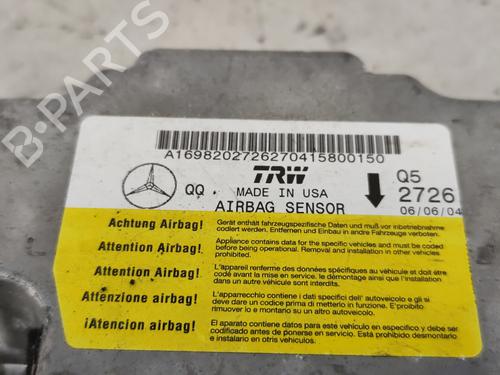 A1698202726270415800150
QQ TRW Q5
MADE IN USA 2726
AIRBAG SENSOR 06/06/04
Achtung Airbag! Gerät enthält fahrzeugspezifische Daten und muß vor inbetriebnahme
codiert werden. Entfernen und Einbau in andre Fahrzeuge verboten.
Attention Airbag! Appliance contains data for the specific vehicles and must be coded
before being operational. Removal and installation in other vehicles
prohibited.
Attention Airbag! L'appareil renferme des données spécifiques au véhicule et doit être
codé avant la mise en service. Le démontage ainsi que l'installation
dans un autre véhicule sont interdits.
Attenzione airbag! L'apparecchio contiene i dati specifici dell' autoveicolo e gli si
deve dare un codice prima di metterlo in funzione. E'proibito
rimuovere lo e montarlo su un altro autoveicolo.
¡Atencion airbag! El aparato contiene datos para este vehículo en específico y debe ser
codificado antes de ponerse en servicio. Está prohibido desmontarlo
e instalarlo en otros vehículos.
B-PARTS